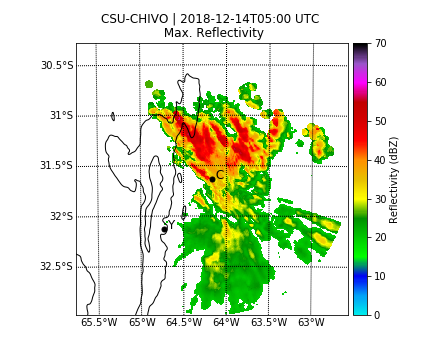 CSU-CHIVO | 2018-12-14T05:00 UTC
Max. Reflectivity
30.5°S
31°S
31.5°S
32°S
32.5°S
65.5°W 65°W 64.5°W 64°W 63.5°W 63°W
C
Y
70
60
50
40
30
20
10
0
Reflectivity (dBZ)